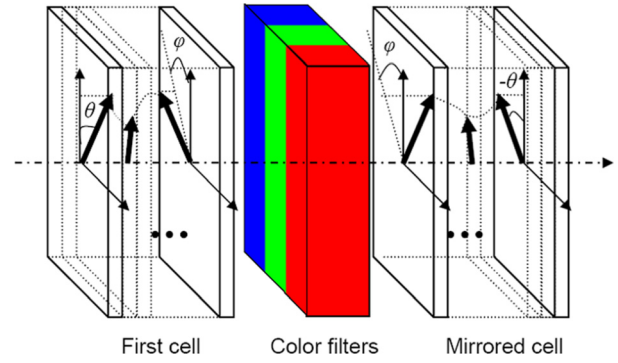 φ
φ
θ
-θ
First cell
Color filters
Mirrored cell